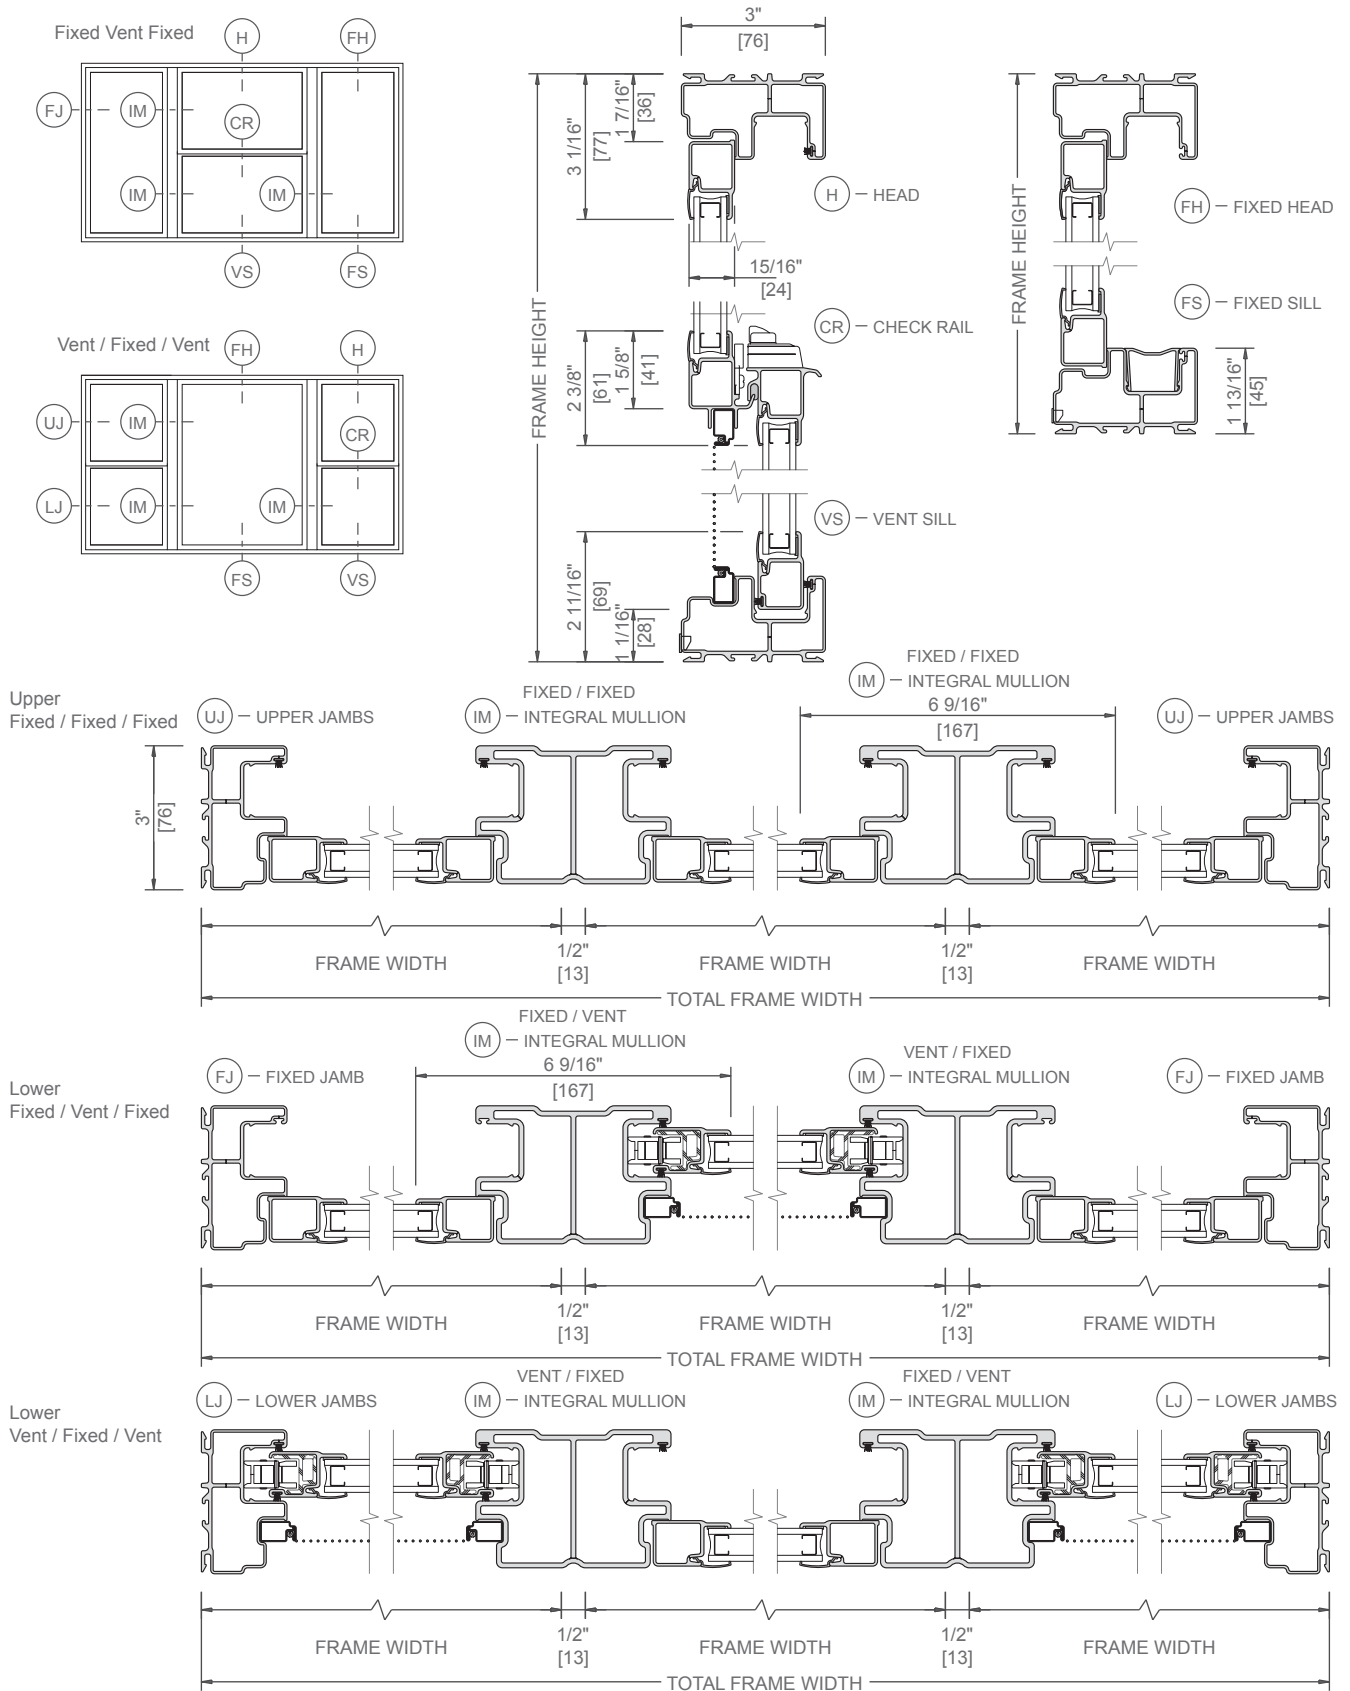 Fixed Vent Fixed
H
FH
FJ
IM
CR
IM
IM
VS
FS
Vent / Fixed / Vent
FH
H
UJ
IM
CR
LJ
IM
IM
FS
VS
3"
[76]
1 7/16"
[36]
3 1/16"
[77]
H – HEAD
15/16"
[24]
FRAME HEIGHT
CR – CHECK RAIL
1 5/8"
[41]
2 3/8"
[61]
VS – VENT SILL
2 11/16"
[69]
1 1/16"
[28]
FRAME HEIGHT
FH – FIXED HEAD
FS – FIXED SILL
1 13/16"
[45]
Upper
Fixed / Fixed / Fixed
UJ – UPPER JAMBS
FIXED / FIXED
IM – INTEGRAL MULLION
FIXED / FIXED
IM – INTEGRAL MULLION
6 9/16"
[167]
UJ – UPPER JAMBS
3"
[76]
FRAME WIDTH
1/2"
[13]
FRAME WIDTH
1/2"
[13]
FRAME WIDTH
TOTAL FRAME WIDTH
Lower
Fixed / Vent / Fixed
FJ – FIXED JAMB
FIXED / VENT
IM – INTEGRAL MULLION
6 9/16"
[167]
VENT / FIXED
IM – INTEGRAL MULLION
FJ – FIXED JAMB
FRAME WIDTH
1/2"
[13]
FRAME WIDTH
1/2"
[13]
FRAME WIDTH
TOTAL FRAME WIDTH
Lower
Vent / Fixed / Vent
LJ – LOWER JAMBS
VENT / FIXED
IM – INTEGRAL MULLION
FIXED / VENT
IM – INTEGRAL MULLION
LJ – LOWER JAMBS
FRAME WIDTH
1/2"
[13]
FRAME WIDTH
1/2"
[13]
FRAME WIDTH
TOTAL FRAME WIDTH